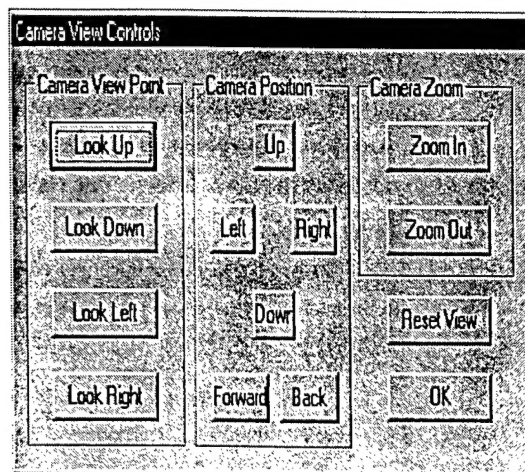 Camera View Controls
Camera View Point
Camera Position
Camera Zoom
Look Up
Up
Zoom In
Look Down
Left
Right
Zoom Out
Look Left
Down
Reset View
Look Right
Forward
Back
OK